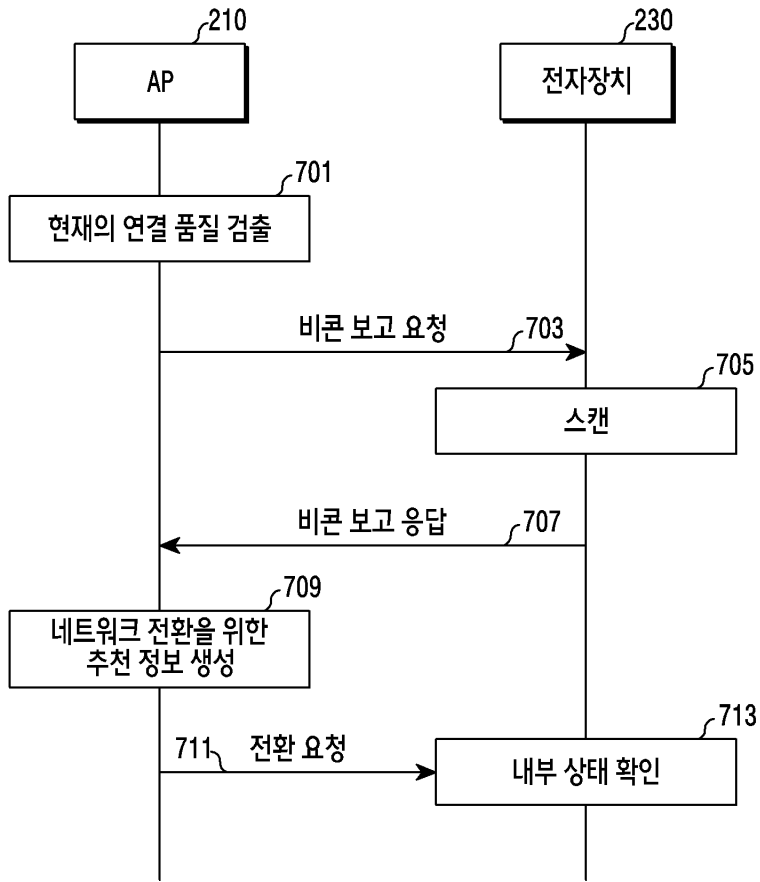 210
230
AP
전자장치
701
현재의 연결 품질 검출
비콘 보고 요청
703
705
스캔
비콘 보고 응답
707
709
네트워크 전환을 위한
추천 정보 생성
711
전환 요청
713
내부 상태 확인